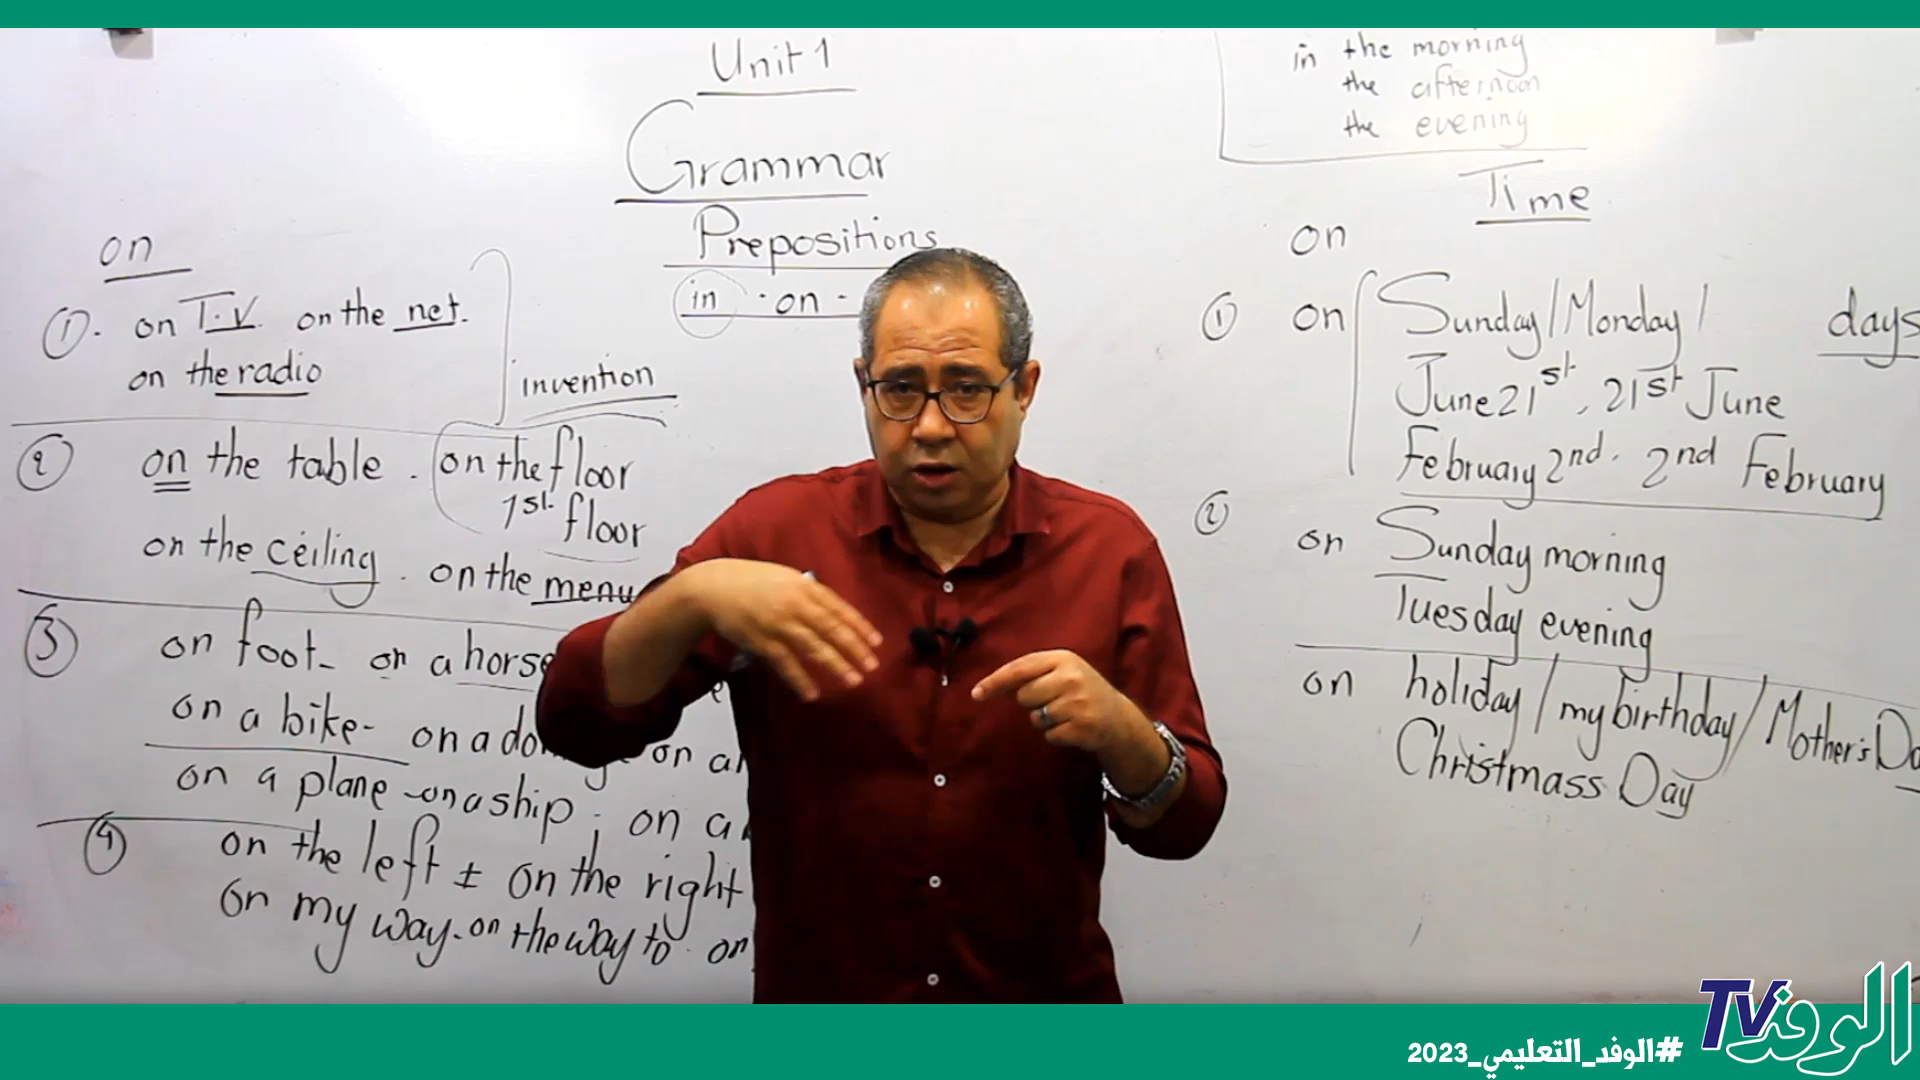 Unit 1
Grammar
Prepositions
in . on .
on
① . on T.V. on the net.
on the radio
invention
② on the table . on the floor
1st floor
on the ceiling . on the menu
③ on foot - on a horse
on a bike - on a
on a plane - on a ship . on a
④ on the left ± on the right
on my way - on the way to . on
in the morning
the afternoon
the evening
Time
on
① on Sunday / Monday / days
June 21st . 21st June
February 2nd . 2nd February
② on Sunday morning
Tuesday evening
on holiday / my birthday / Mother's
Christmass Day
TV الوفد
#الوفد_التعليمي_2023